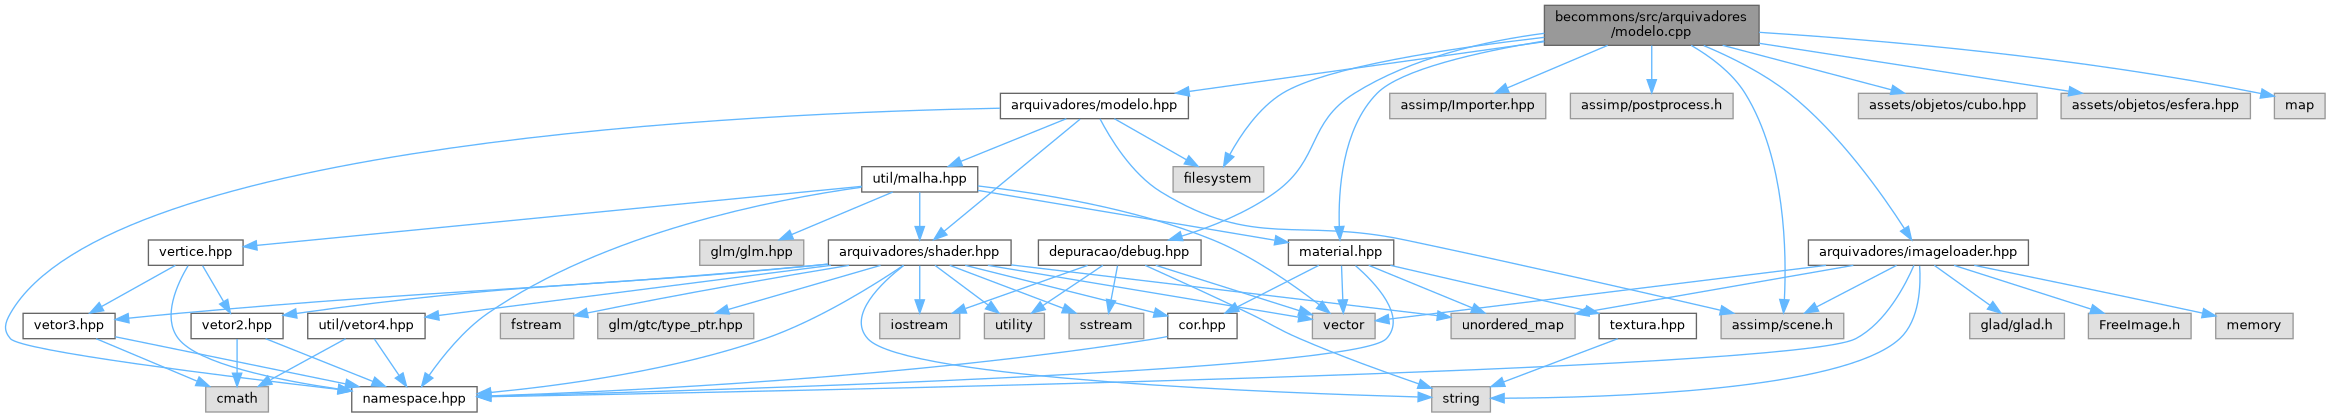 becommons/src/arquivadores
/modelo.cpp
arquivadores/modelo.hpp
assimp/Importer.hpp
assimp/postprocess.h
assets/objetos/cubo.hpp
assets/objetos/esfera.hpp
map
util/malha.hpp
filesystem
vertice.hpp
glm/glm.hpp
arquivadores/shader.hpp
depuracao/debug.hpp
material.hpp
arquivadores/imageloader.hpp
vetor3.hpp
vetor2.hpp
util/vetor4.hpp
fstream
glm/gtc/type_ptr.hpp
iostream
utility
sstream
cor.hpp
vector
unordered_map
textura.hpp
assimp/scene.h
glad/glad.h
FreeImage.h
memory
cmath
namespace.hpp
string